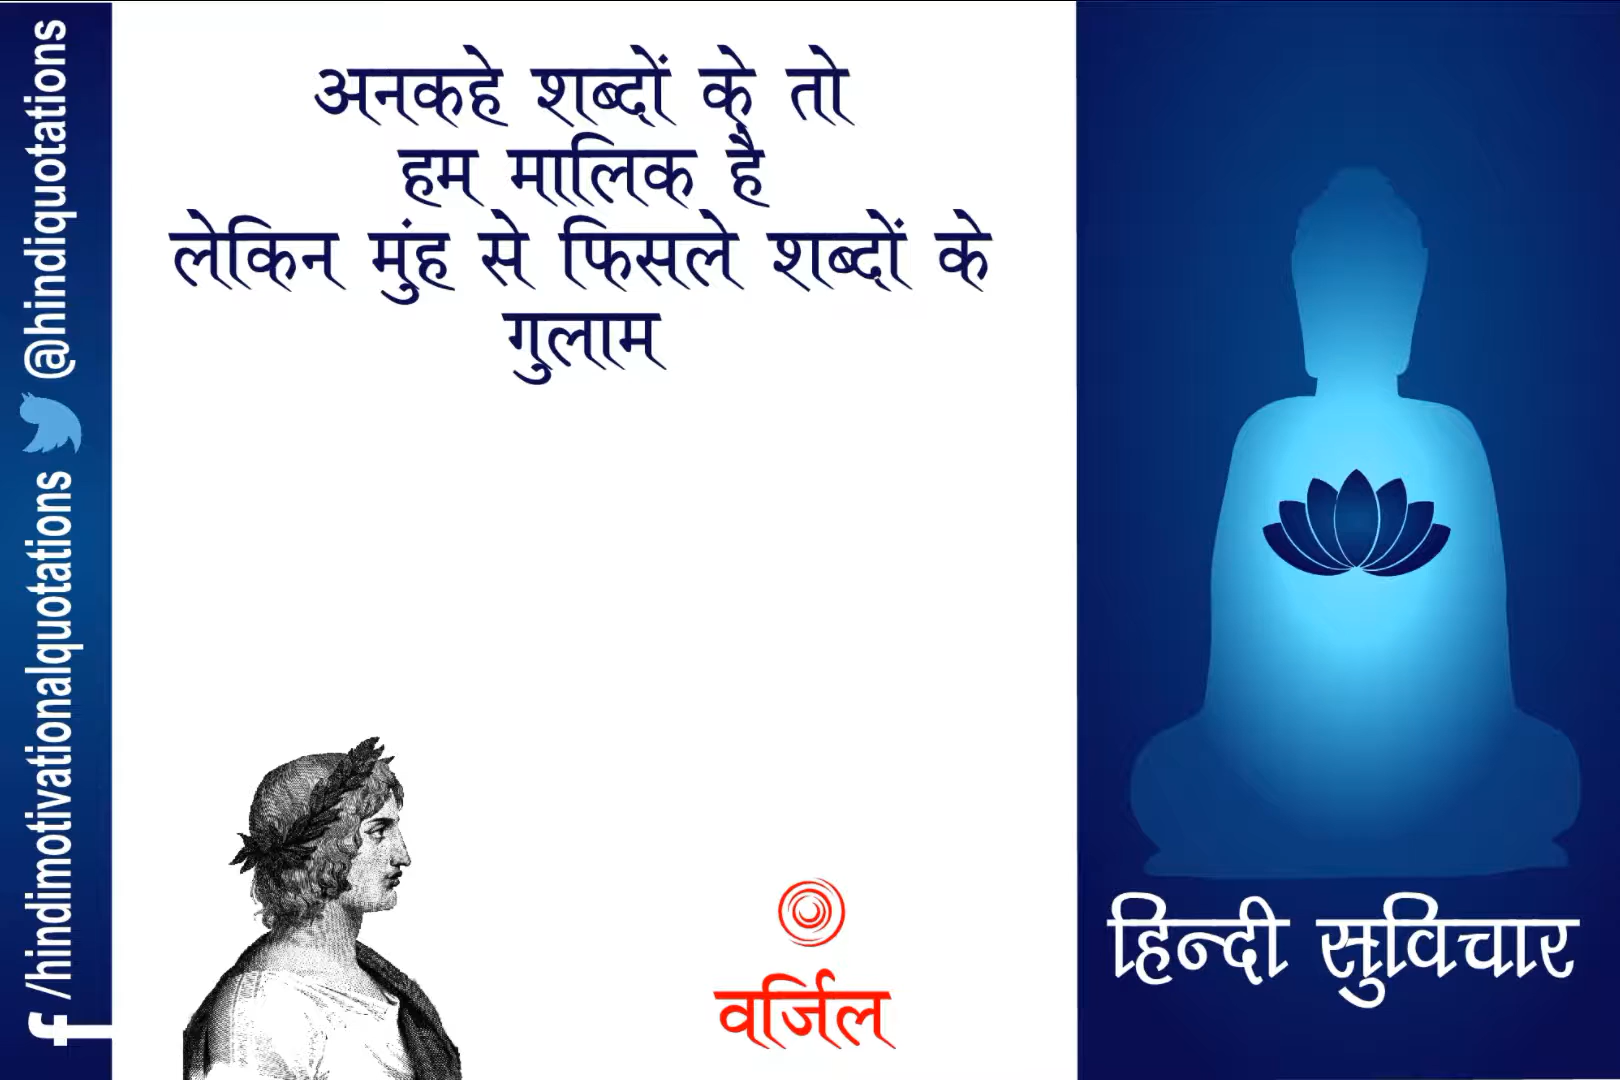 अनकहे शब्दों के तो
हम मालिक है
लेकिन मुंह से फिसले शब्दों के
गुलाम
वर्जिल
हिन्दी सुविचार
f /hindimotivationalquotations @hindiquotations